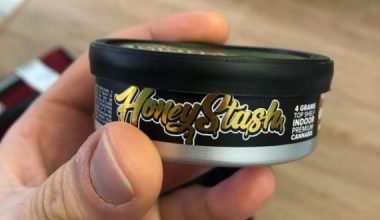 HoneyStash
4 GRAMS
TOP SHELF
INDOOR
PREMIUM
CANNABIS